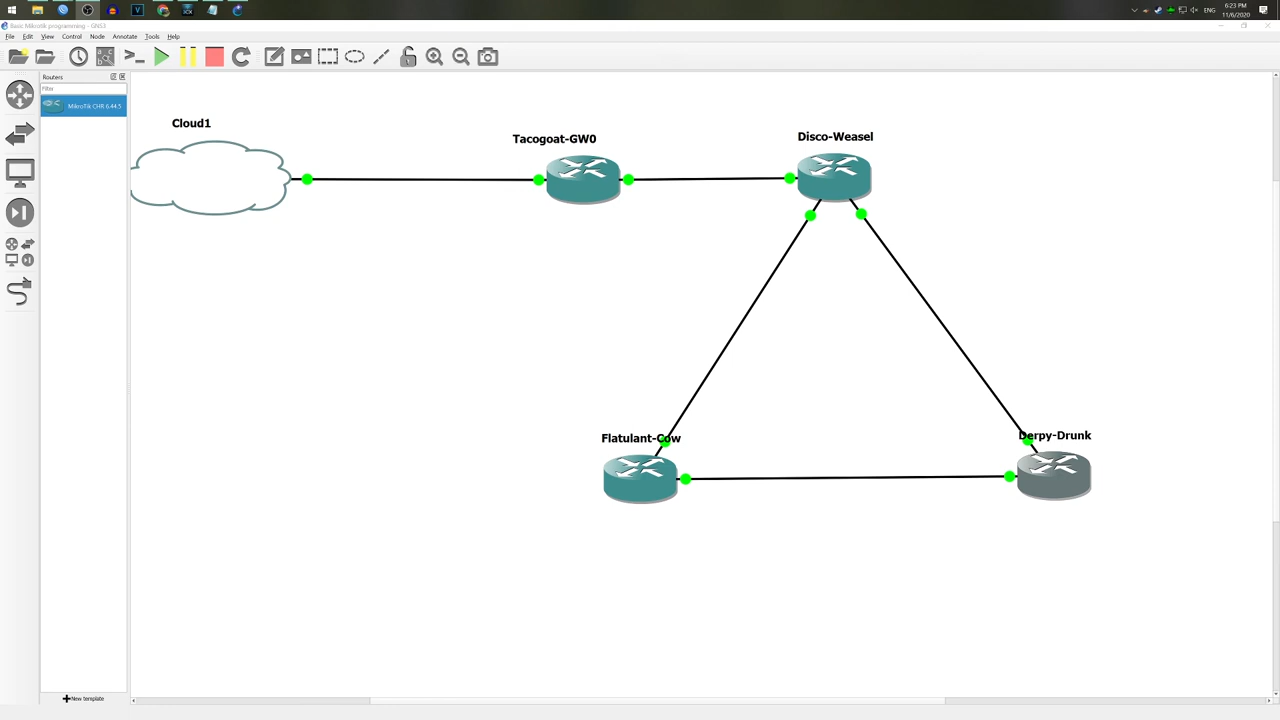 6:23 PM
ENG
11/6/2020
Basic Mikrotik programming - GNS3
File Edit View Control Node Annotate Tools Help
Routers
Filter
MikroTik CHR 6.44.5
Cloud1
Tacogoat-GW0
Disco-Weasel
Flatulant-Cow
Derpy-Drunk
New template